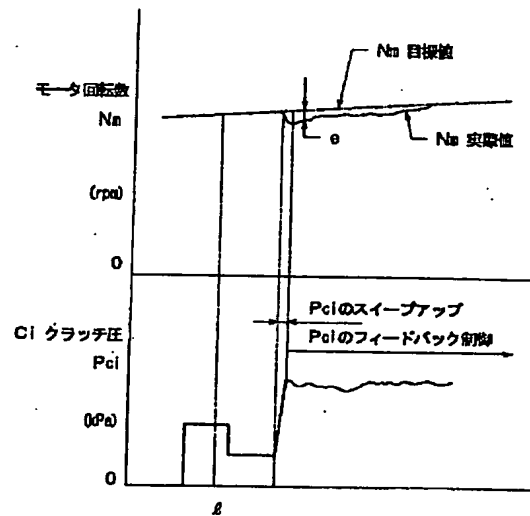 Nm 目標値
モータ回転数
Nm
Nm 実際値
e
(rpm)
0
Pciのスイープアップ
Ci クラッチ圧
Pciのフィードバック制御
Pci
(kPa)
0
ℓ